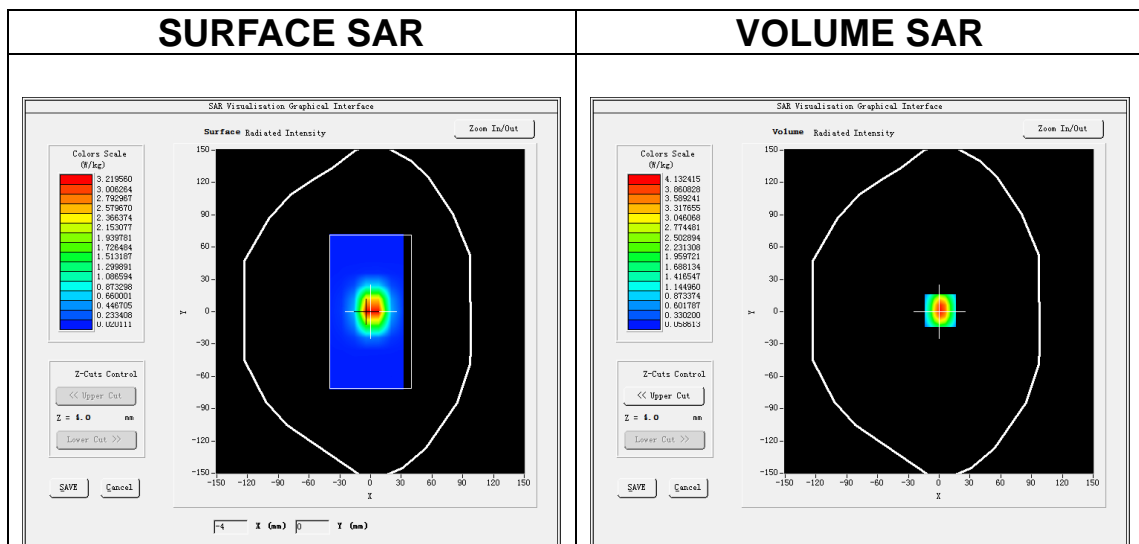 SURFACE SAR
VOLUME SAR
SAR Visualisation Graphical Interface
Surface Radiated Intensity
Zoom In/Out
Colors Scale
(W/kg)
3.219560
3.006264
2.792967
2.579670
2.366374
2.153077
1.939781
1.726484
1.513187
1.299891
1.086594
0.873298
0.660001
0.446705
0.233408
0.020111
150
120
90
60
30
0
-30
-60
-90
-120
-150
Y
-150 -120 -90 -60 -30 0 30 60 90 120 150
X
Z-Cuts Control
<< Upper Cut
Z = 4.0 mm
Lower Cut >>
SAVE
Cancel
-4 X (mm) 0 Y (mm)
SAR Visualisation Graphical Interface
Volume Radiated Intensity
Zoom In/Out
Colors Scale
(W/kg)
4.132415
3.860828
3.589241
3.317655
3.046068
2.774481
2.502894
2.231308
1.959721
1.688134
1.416547
1.144960
0.873374
0.601787
0.330200
0.058613
150
120
90
60
30
0
-30
-60
-90
-120
-150
Y
-150 -120 -90 -60 -30 0 30 60 90 120 150
X
Z-Cuts Control
<< Upper Cut
Z = 4.0 mm
Lower Cut >>
SAVE
Cancel